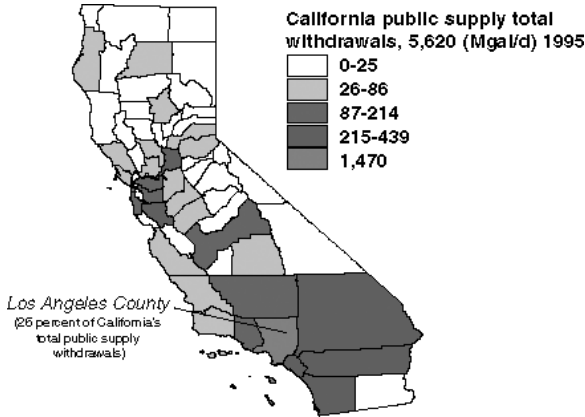 California public supply total
withdrawals, 5,620 (Mgal/d) 1995
0-25
26-86
87-214
215-439
1,470
Los Angeles County
(26 percent of California's
total public supply
withdrawals)